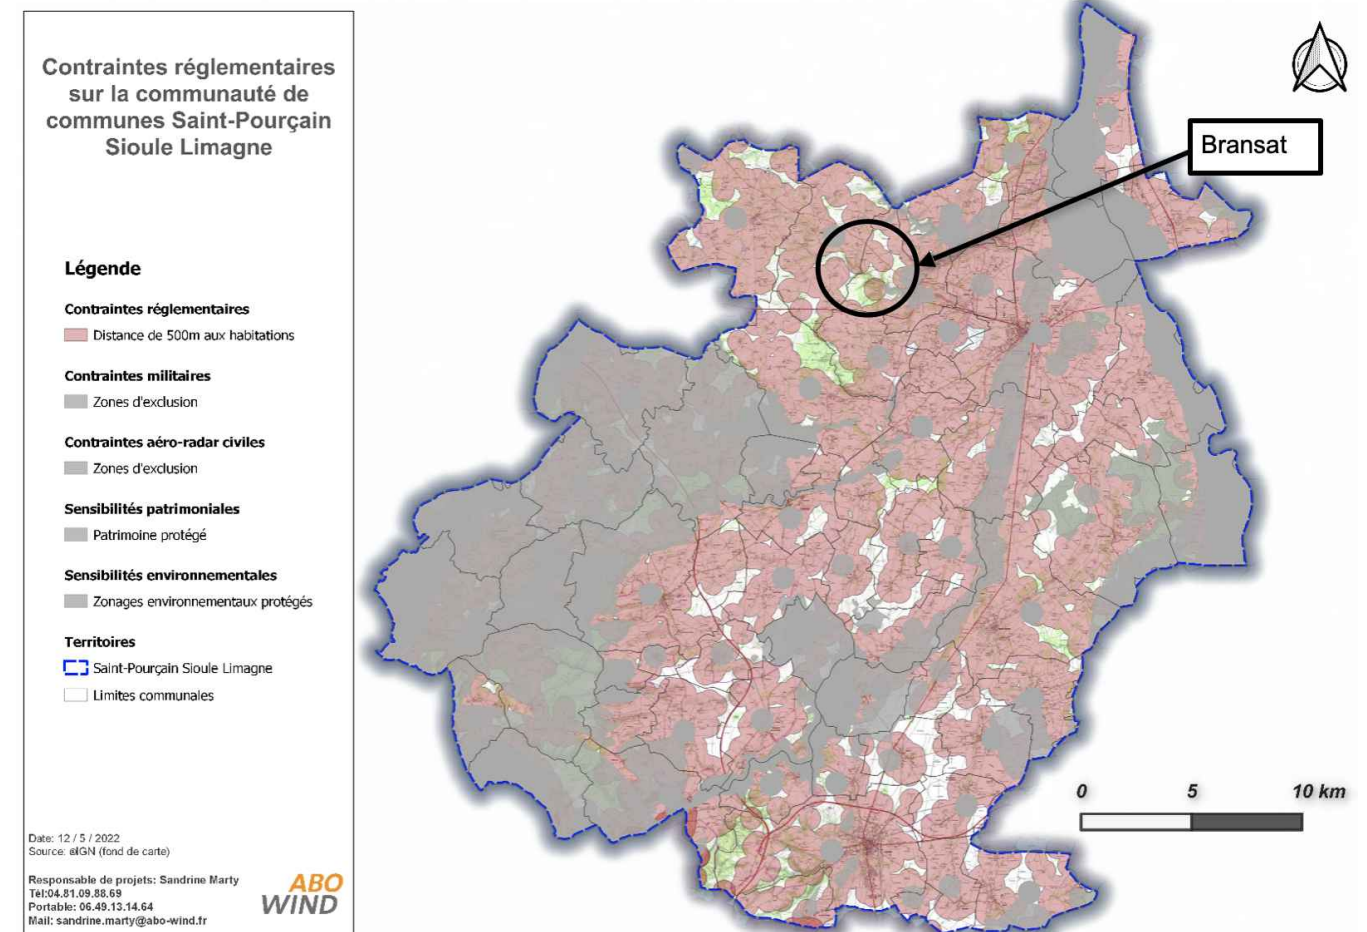 Contraintes réglementaires
sur la communauté de
communes Saint-Pourçain
Sioule Limagne
Légende
Contraintes réglementaires
Distance de 500m aux habitations
Contraintes militaires
Zones d'exclusion
Contraintes aéro-radar civiles
Zones d'exclusion
Sensibilités patrimoniales
Patrimoine protégé
Sensibilités environnementales
Zonages environnementaux protégés
Territoires
Saint-Pourçain Sioule Limagne
Limites communales
Date: 12 / 5 / 2022
Source: ©IGN (fond de carte)
Responsable de projets: Sandrine Marty
Tél:04.81.09.88.69
Portable: 06.49.13.14.64
Mail: sandrine.marty@abo-wind.fr
ABO
WIND
Bransat
0 5 10 km